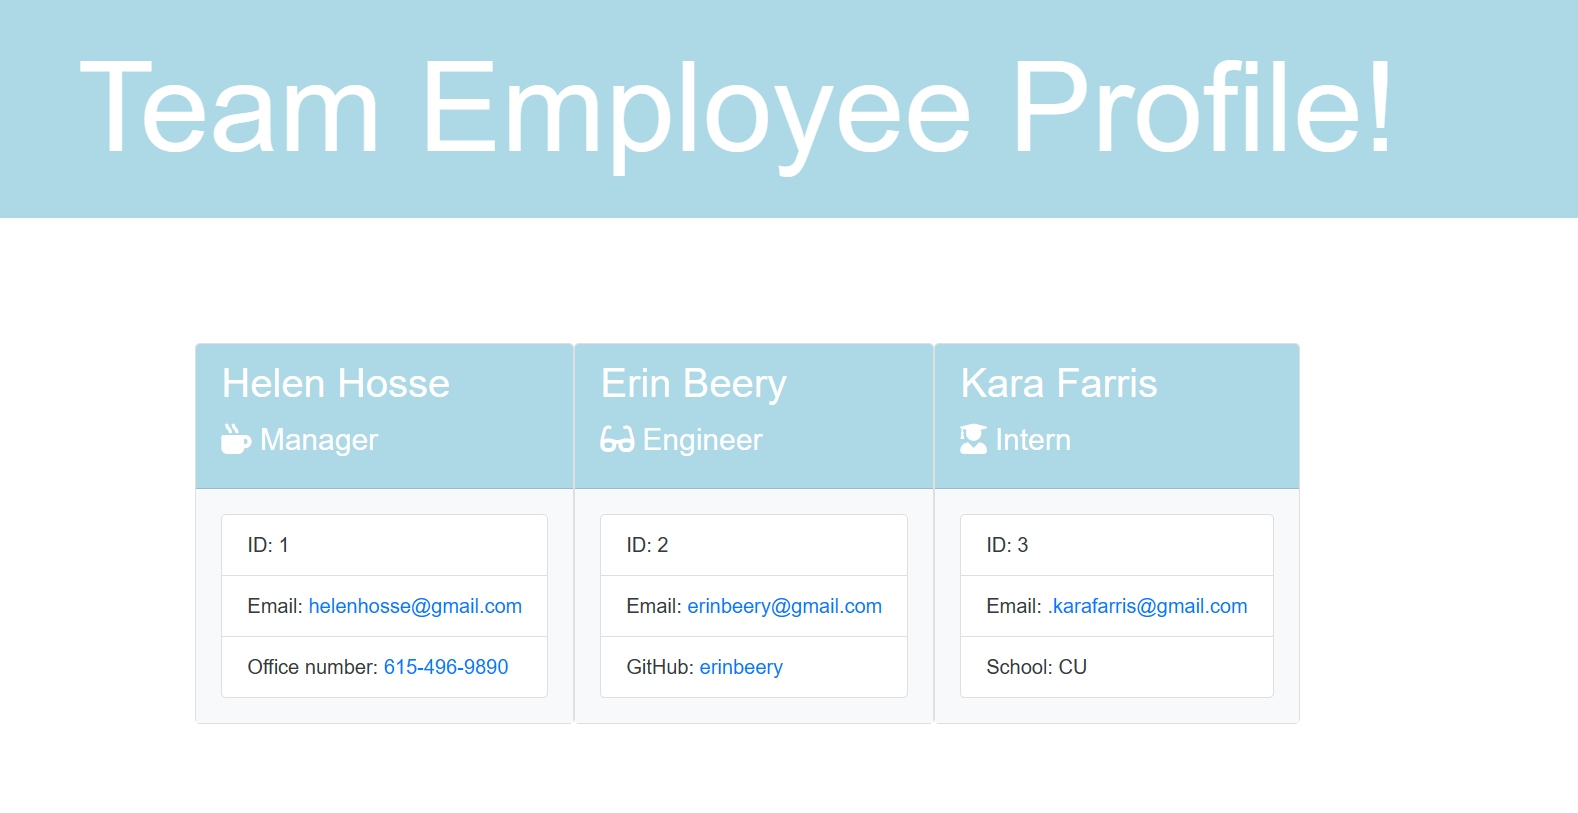 Team Employee Profile!
Helen Hosse
Manager
ID: 1
Email: helenhosse@gmail.com
Office number: 615-496-9890
Erin Beery
Engineer
ID: 2
Email: erinbeery@gmail.com
GitHub: erinbeery
Kara Farris
Intern
ID: 3
Email: .karafarris@gmail.com
School: CU